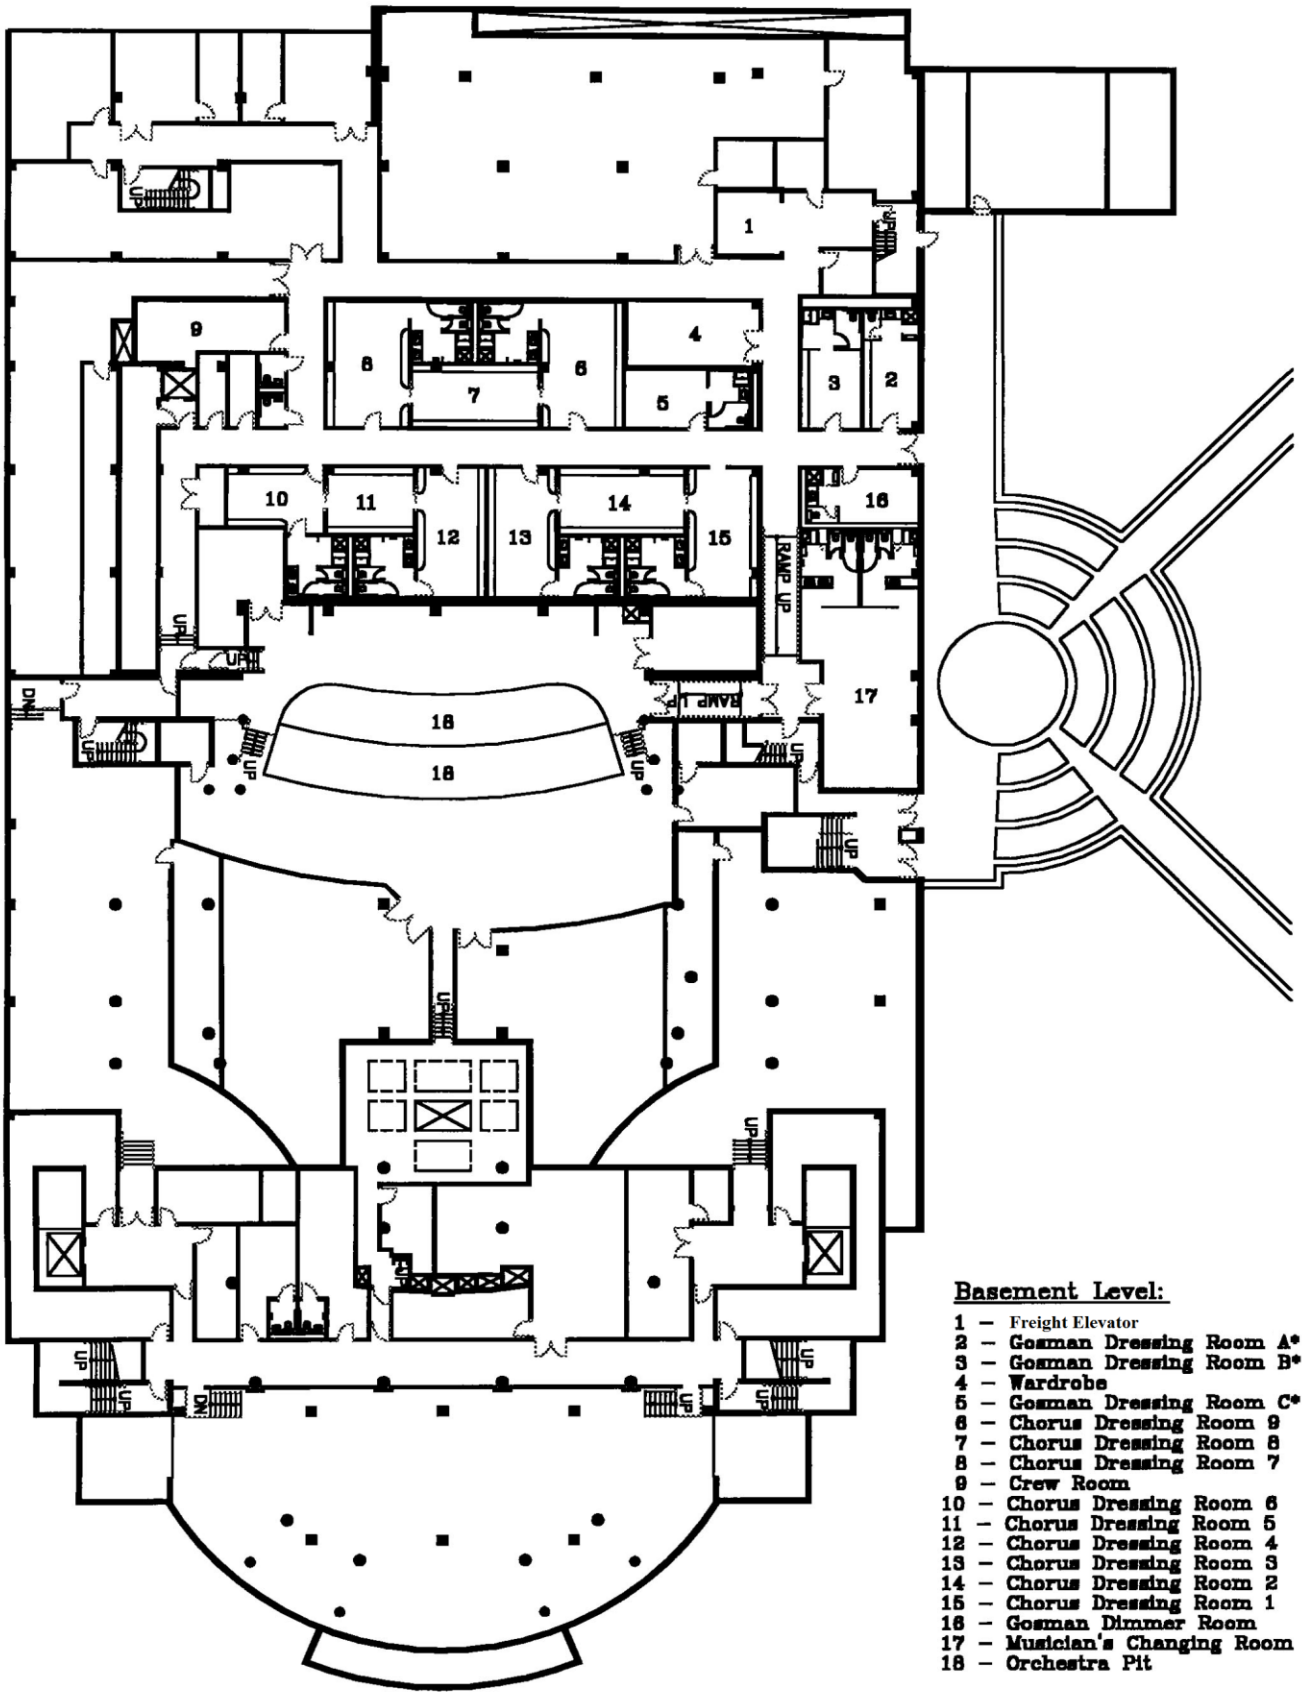 UP
1
UP
9
4
8
6
7
5
3
2
10
11
12
13
14
15
16
RAMP UP
UP
UP
17
DN
RAMP UP
UP
18
UP
UP
UP
UP
18
UP
UP
UP
UP
UP
UP
UP
UP
DN
UP
UP
Basement Level:
1 – Freight Elevator
2 – Gosman Dressing Room A*
3 – Gosman Dressing Room B*
4 – Wardrobe
5 – Gosman Dressing Room C*
6 – Chorus Dressing Room 9
7 – Chorus Dressing Room 8
8 – Chorus Dressing Room 7
9 – Crew Room
10 – Chorus Dressing Room 6
11 – Chorus Dressing Room 5
12 – Chorus Dressing Room 4
13 – Chorus Dressing Room 3
14 – Chorus Dressing Room 2
15 – Chorus Dressing Room 1
16 – Gosman Dimmer Room
17 – Musician's Changing Room
18 – Orchestra Pit